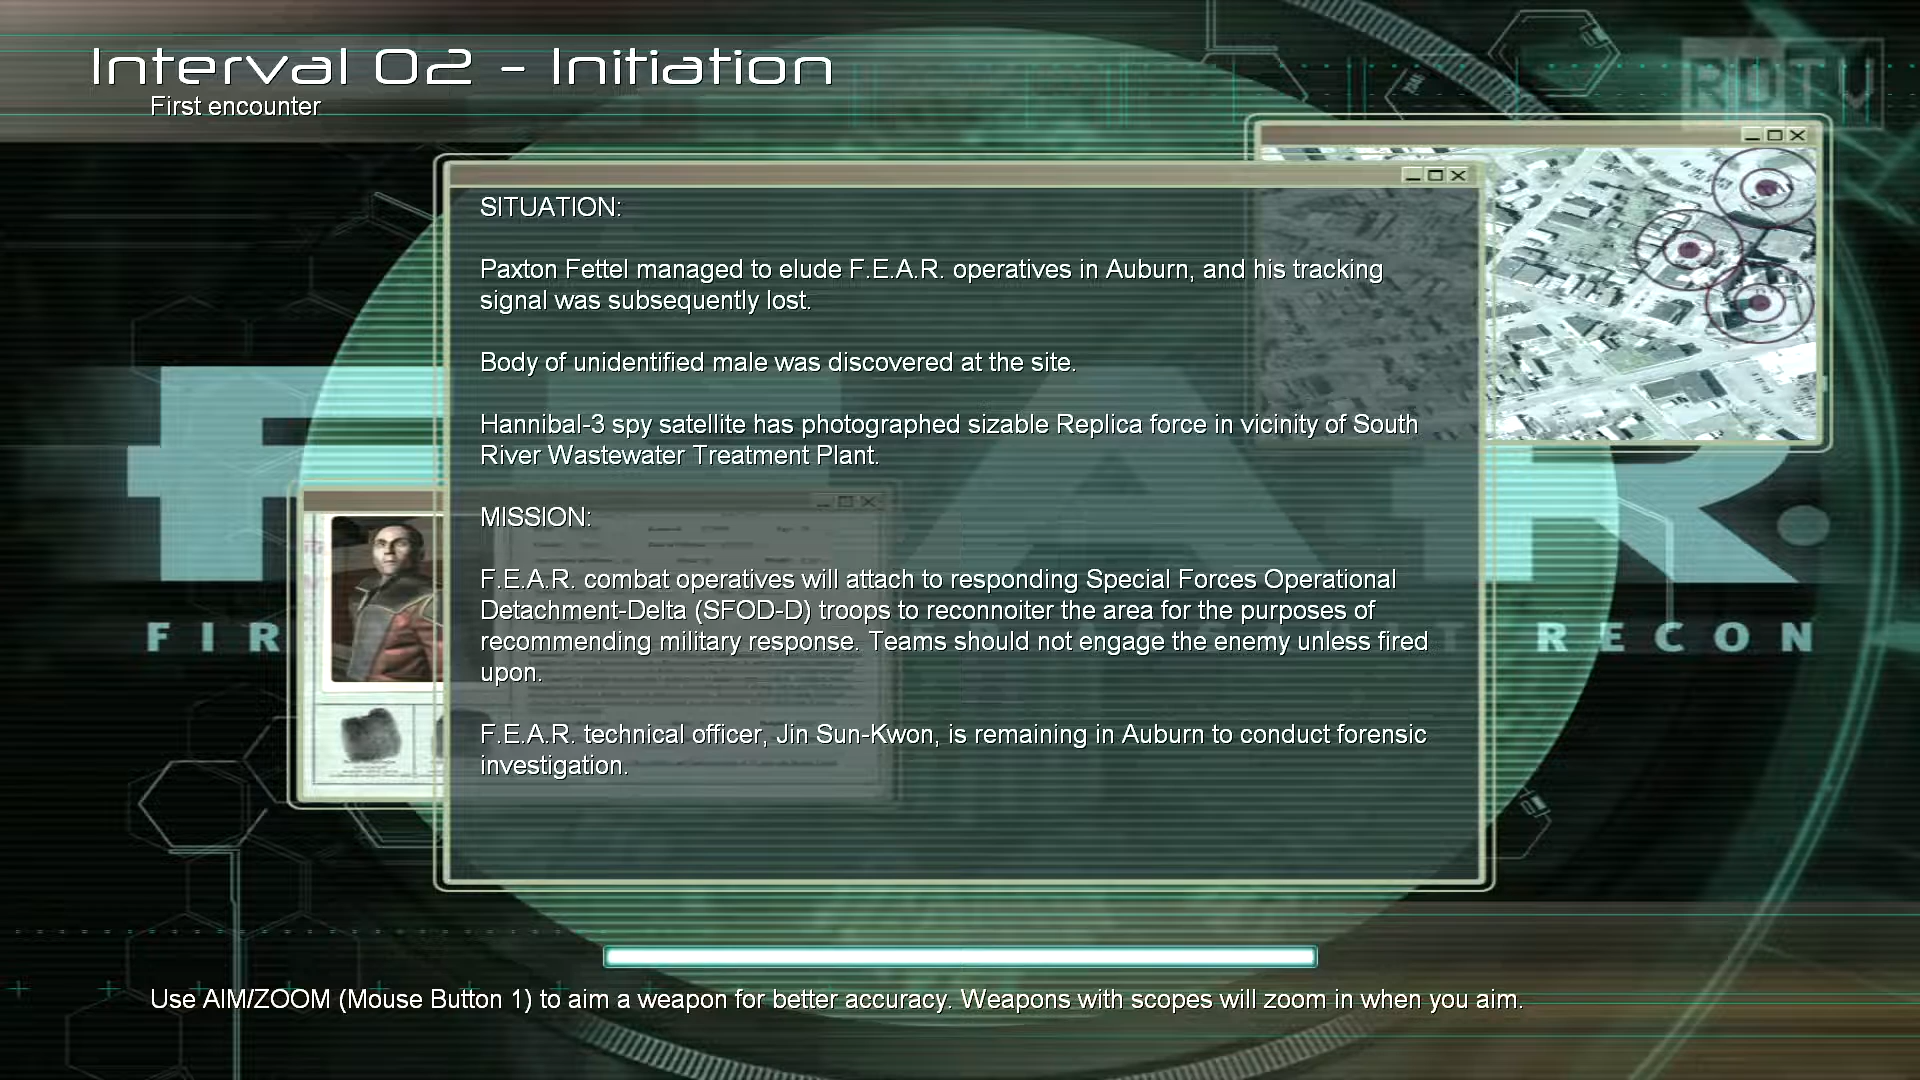 Interval 02 - Initiation
First encounter
RDTV
SITUATION:
Paxton Fettel managed to elude F.E.A.R. operatives in Auburn, and his tracking
signal was subsequently lost.
Body of unidentified male was discovered at the site.
Hannibal-3 spy satellite has photographed sizable Replica force in vicinity of South
River Wastewater Treatment Plant.
MISSION:
F.E.A.R. combat operatives will attach to responding Special Forces Operational
Detachment-Delta (SFOD-D) troops to reconnoiter the area for the purposes of
recommending military response. Teams should not engage the enemy unless fired
upon.
F.E.A.R. technical officer, Jin Sun-Kwon, is remaining in Auburn to conduct forensic
investigation.
RECON
Use AIM/ZOOM (Mouse Button 1) to aim a weapon for better accuracy. Weapons with scopes will zoom in when you aim.